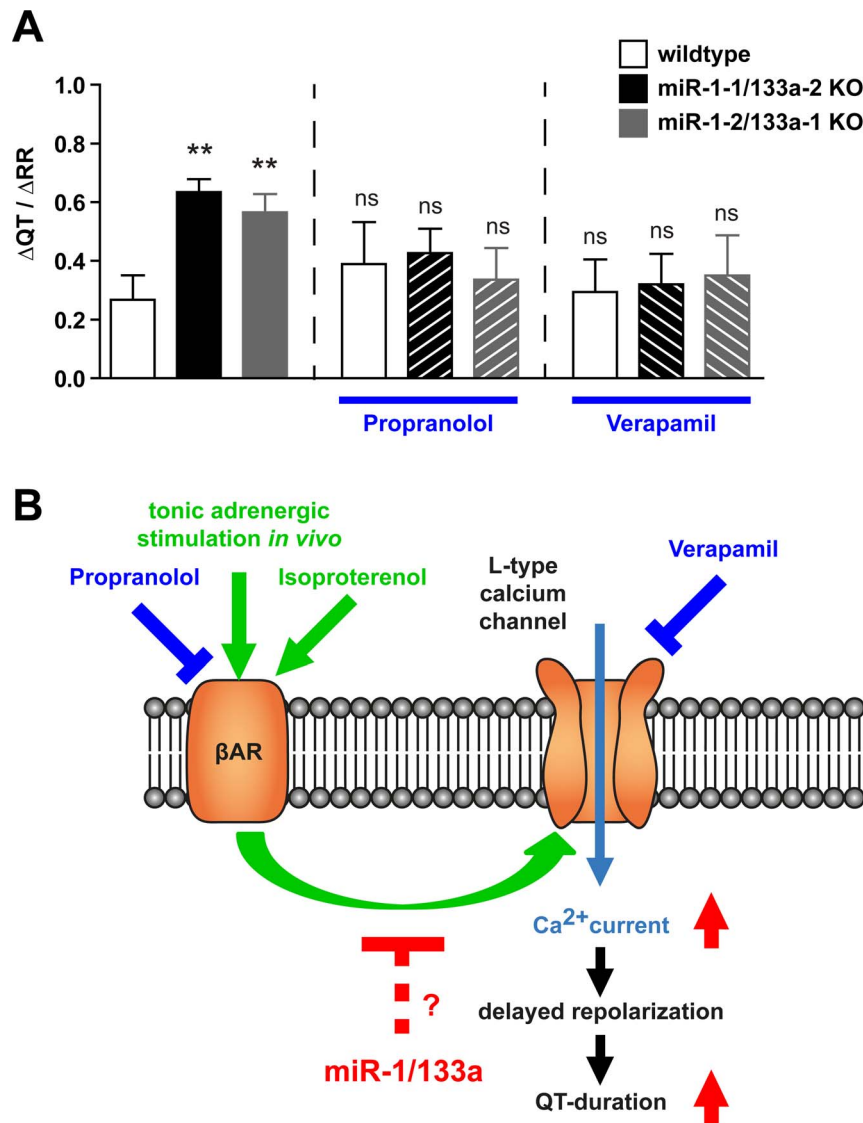 A
wildtype
miR-1-1/133a-2 KO
miR-1-2/133a-1 KO
ΔQT / ΔRR
1.0
0.8
0.6
0.4
0.2
0.0
**
**
ns
ns
ns
ns
ns
ns
Propranolol
Verapamil
B
tonic adrenergic
stimulation in vivo
Propranolol
Isoproterenol
L-type
calcium
channel
Verapamil
βAR
Ca2+current
delayed repolarization
?
miR-1/133a
QT-duration